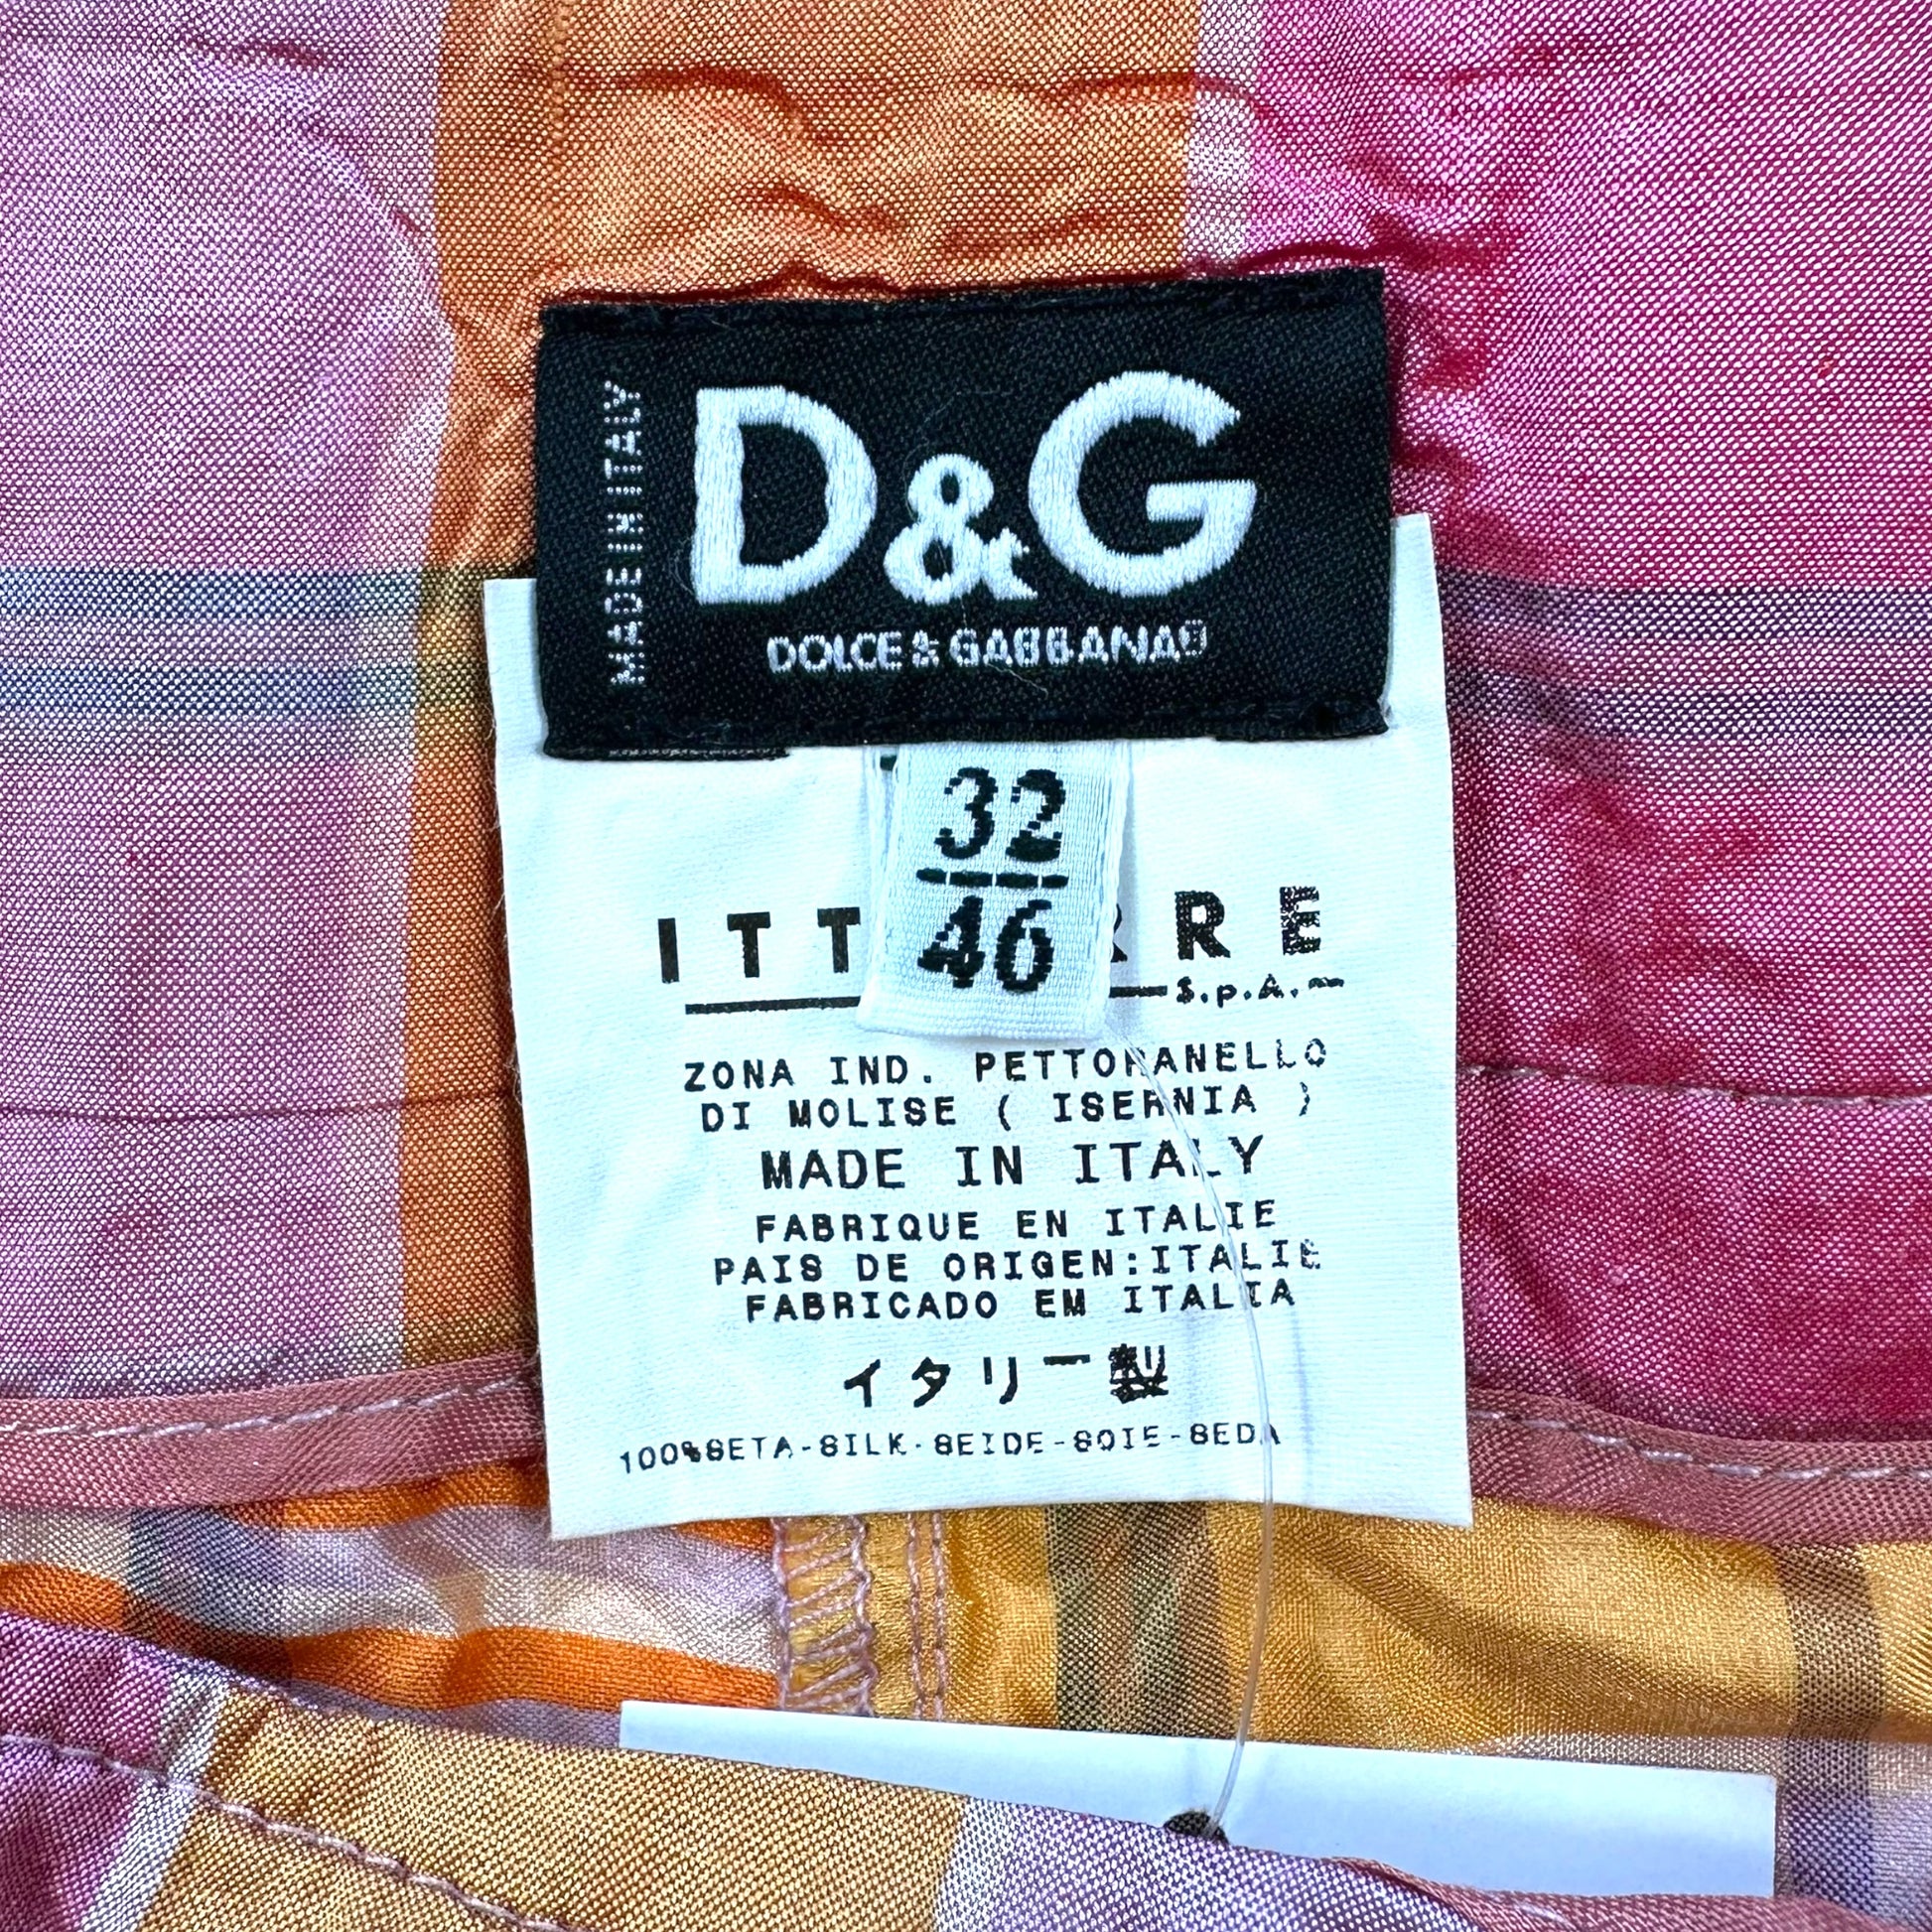 MADE IN ITALY
D&G
DOLCE & GABBANA®
32
46
S.p.A.
ZONA IND. PETTORANELLO
DI MOLISE ( ISERNIA )
MADE IN ITALY
FABRIQUE EN ITALIE
PAIS DE ORIGEN:ITALIE
FABRICADO EM ITALIA
イタリー製
100%SETA-SILK-SEIDE-SOIE-SEDA